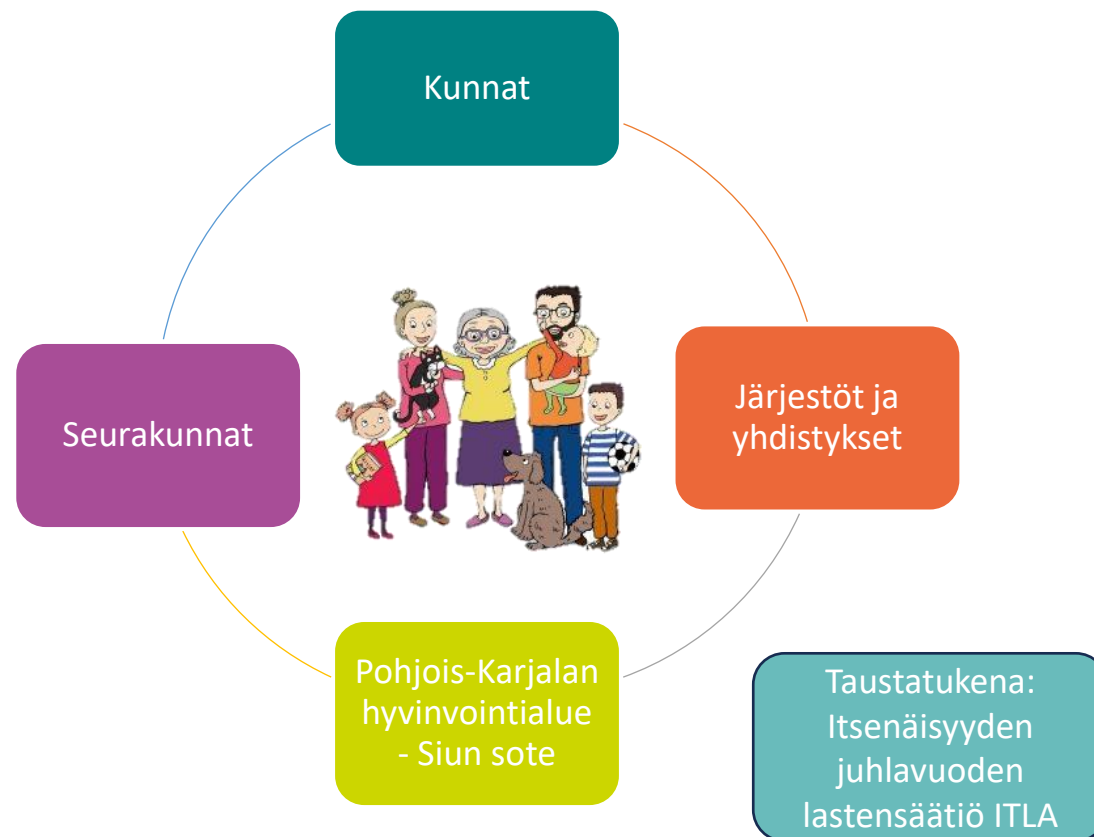 Kunnat
Järjestöt ja
yhdistykset
Seurakunnat
Pohjois-Karjalan
hyvinvointialue
- Siun sote
Taustatukena:
Itsenäisyyden
juhlavuoden
lastensäätiö ITLA